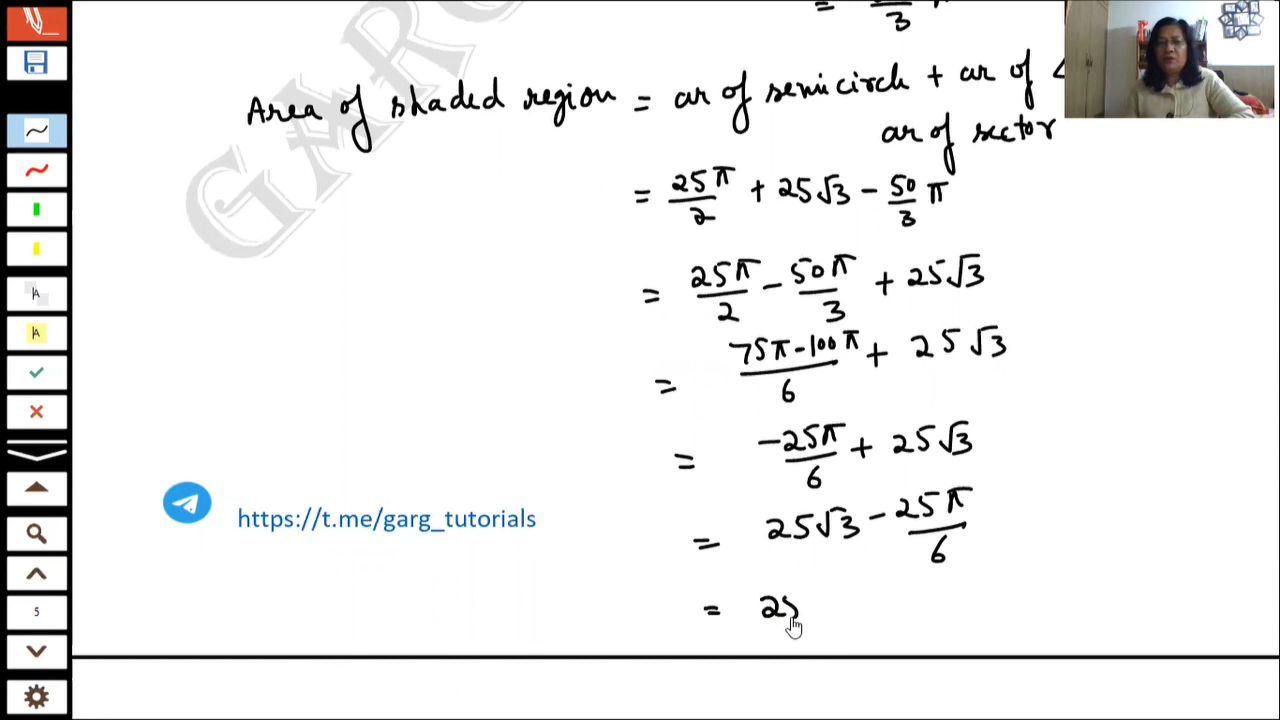 = 3
Area of shaded region = ar of semicircle + ar of
ar of sector
= 25π/2 + 25√3 - 50/3 π
= 25π/2 - 50π/3 + 25√3
= 75π-100π/6 + 25√3
= -25π/6 + 25√3
= 25√3 - 25π/6
= 25
https://t.me/garg_tutorials
GAR
A
A
5